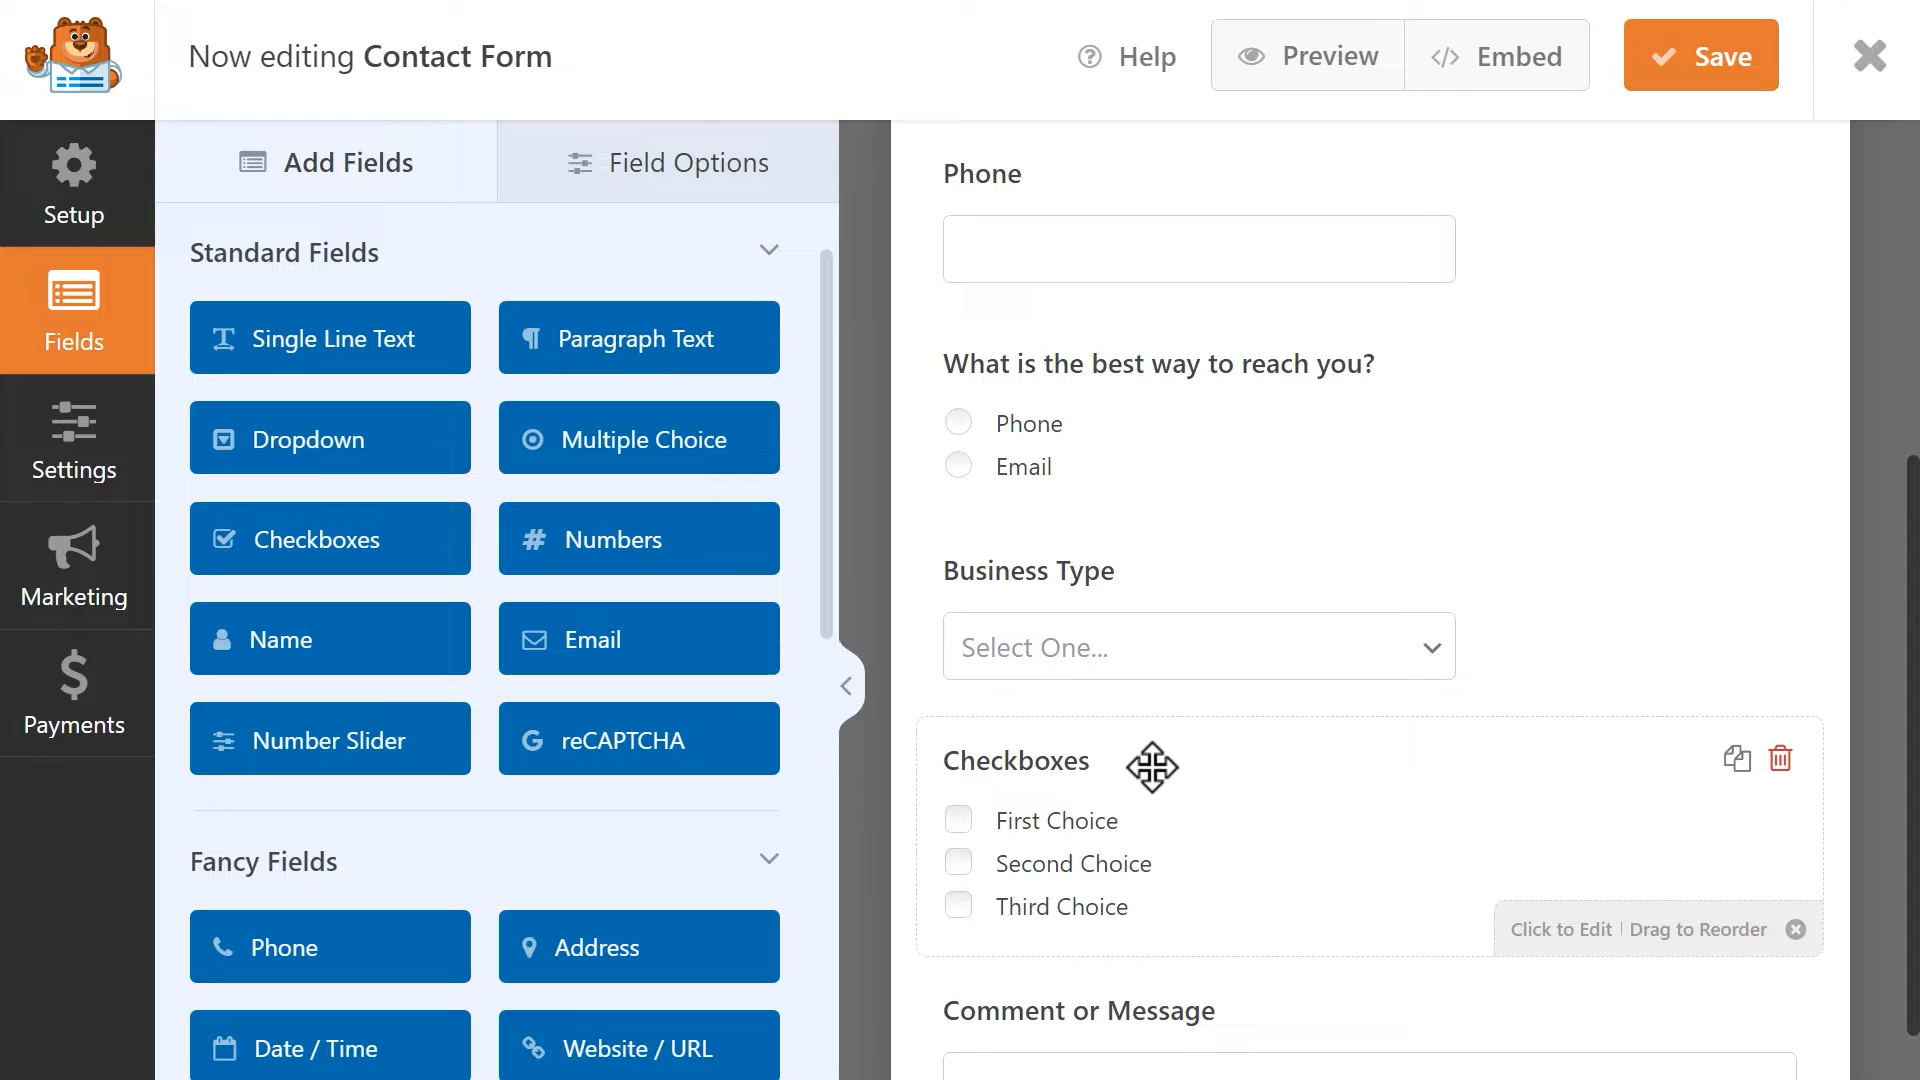 Now editing Contact Form
Help
Preview
Embed
Save
Setup
Fields
Settings
Marketing
Payments
Add Fields
Field Options
Standard Fields
Single Line Text
Paragraph Text
Dropdown
Multiple Choice
Checkboxes
Numbers
Name
Email
Number Slider
reCAPTCHA
Fancy Fields
Phone
Address
Date / Time
Website / URL
Phone
What is the best way to reach you?
Phone
Email
Business Type
Select One...
Checkboxes
First Choice
Second Choice
Third Choice
Click to Edit | Drag to Reorder
Comment or Message